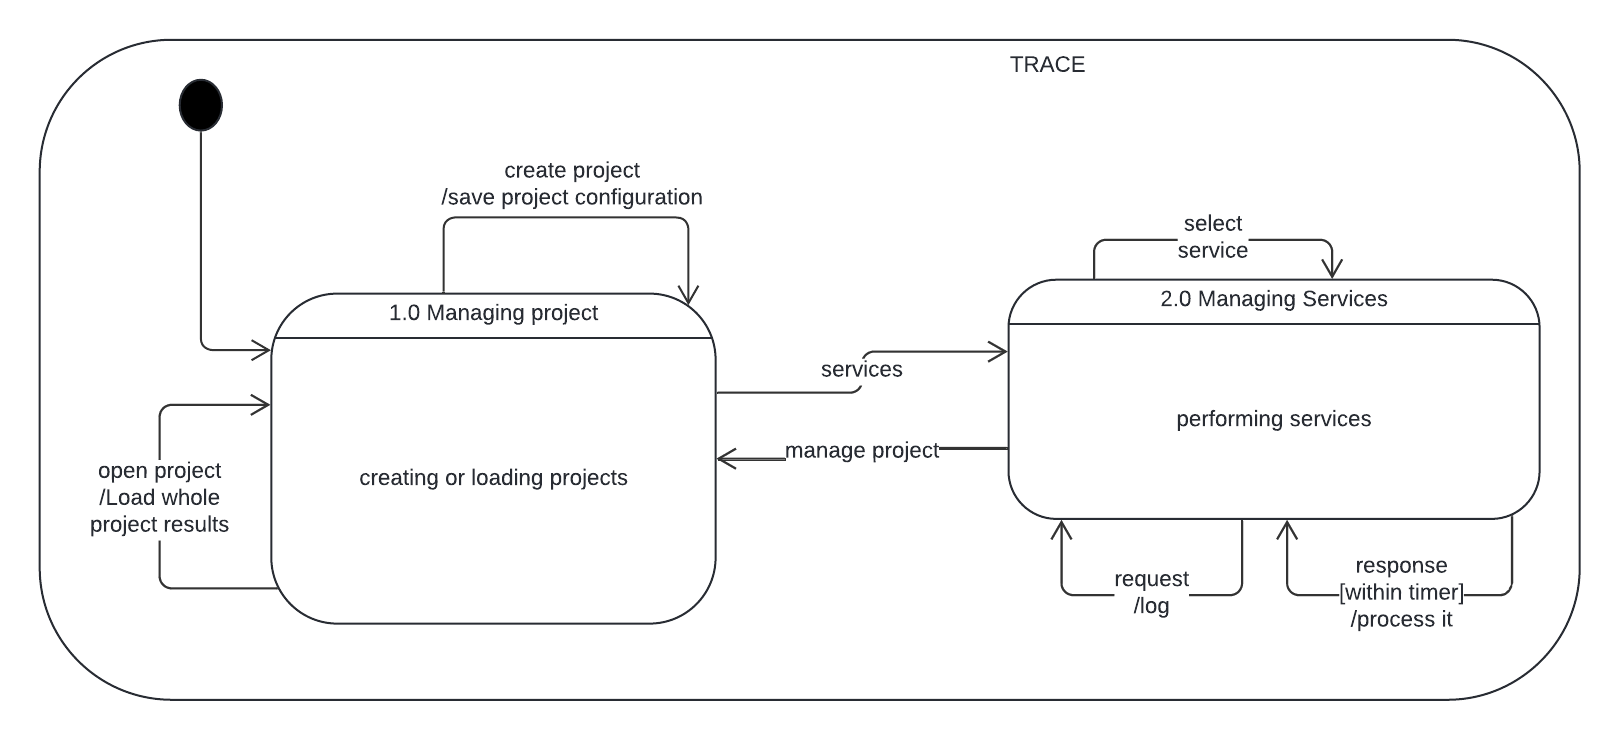 TRACE
create project
/save project configuration
select
service
1.0 Managing project
2.0 Managing Services
services
performing services
manage project
open project
/Load whole
project results
creating or loading projects
request
/log
response
[within timer]
/process it